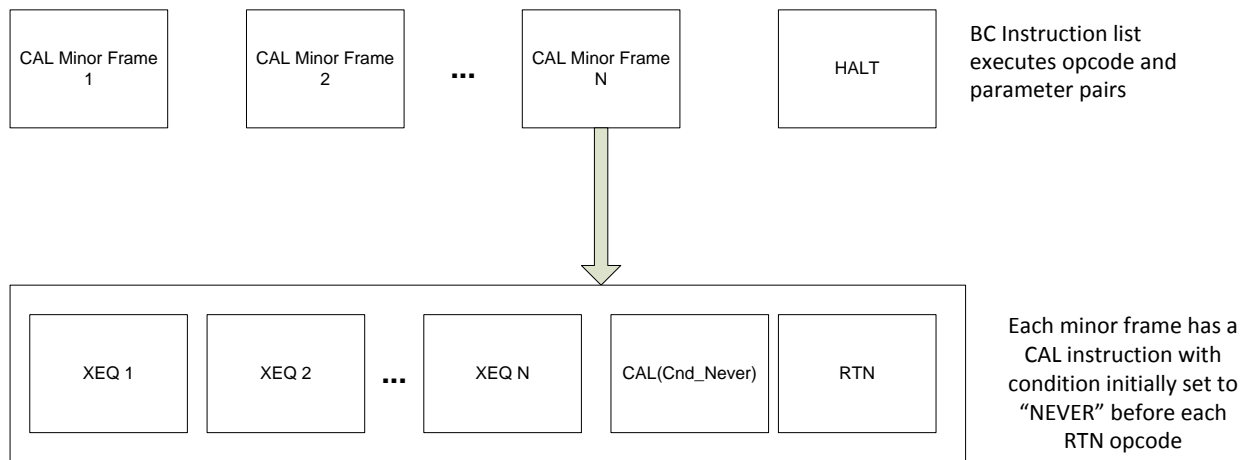 CAL Minor Frame
1
CAL Minor Frame
2
...
CAL Minor Frame
N
HALT
BC Instruction list
executes opcode and
parameter pairs
XEQ 1
XEQ 2
...
XEQ N
CAL(Cnd_Never)
RTN
Each minor frame has a
CAL instruction with
condition initially set to
“NEVER” before each
RTN opcode